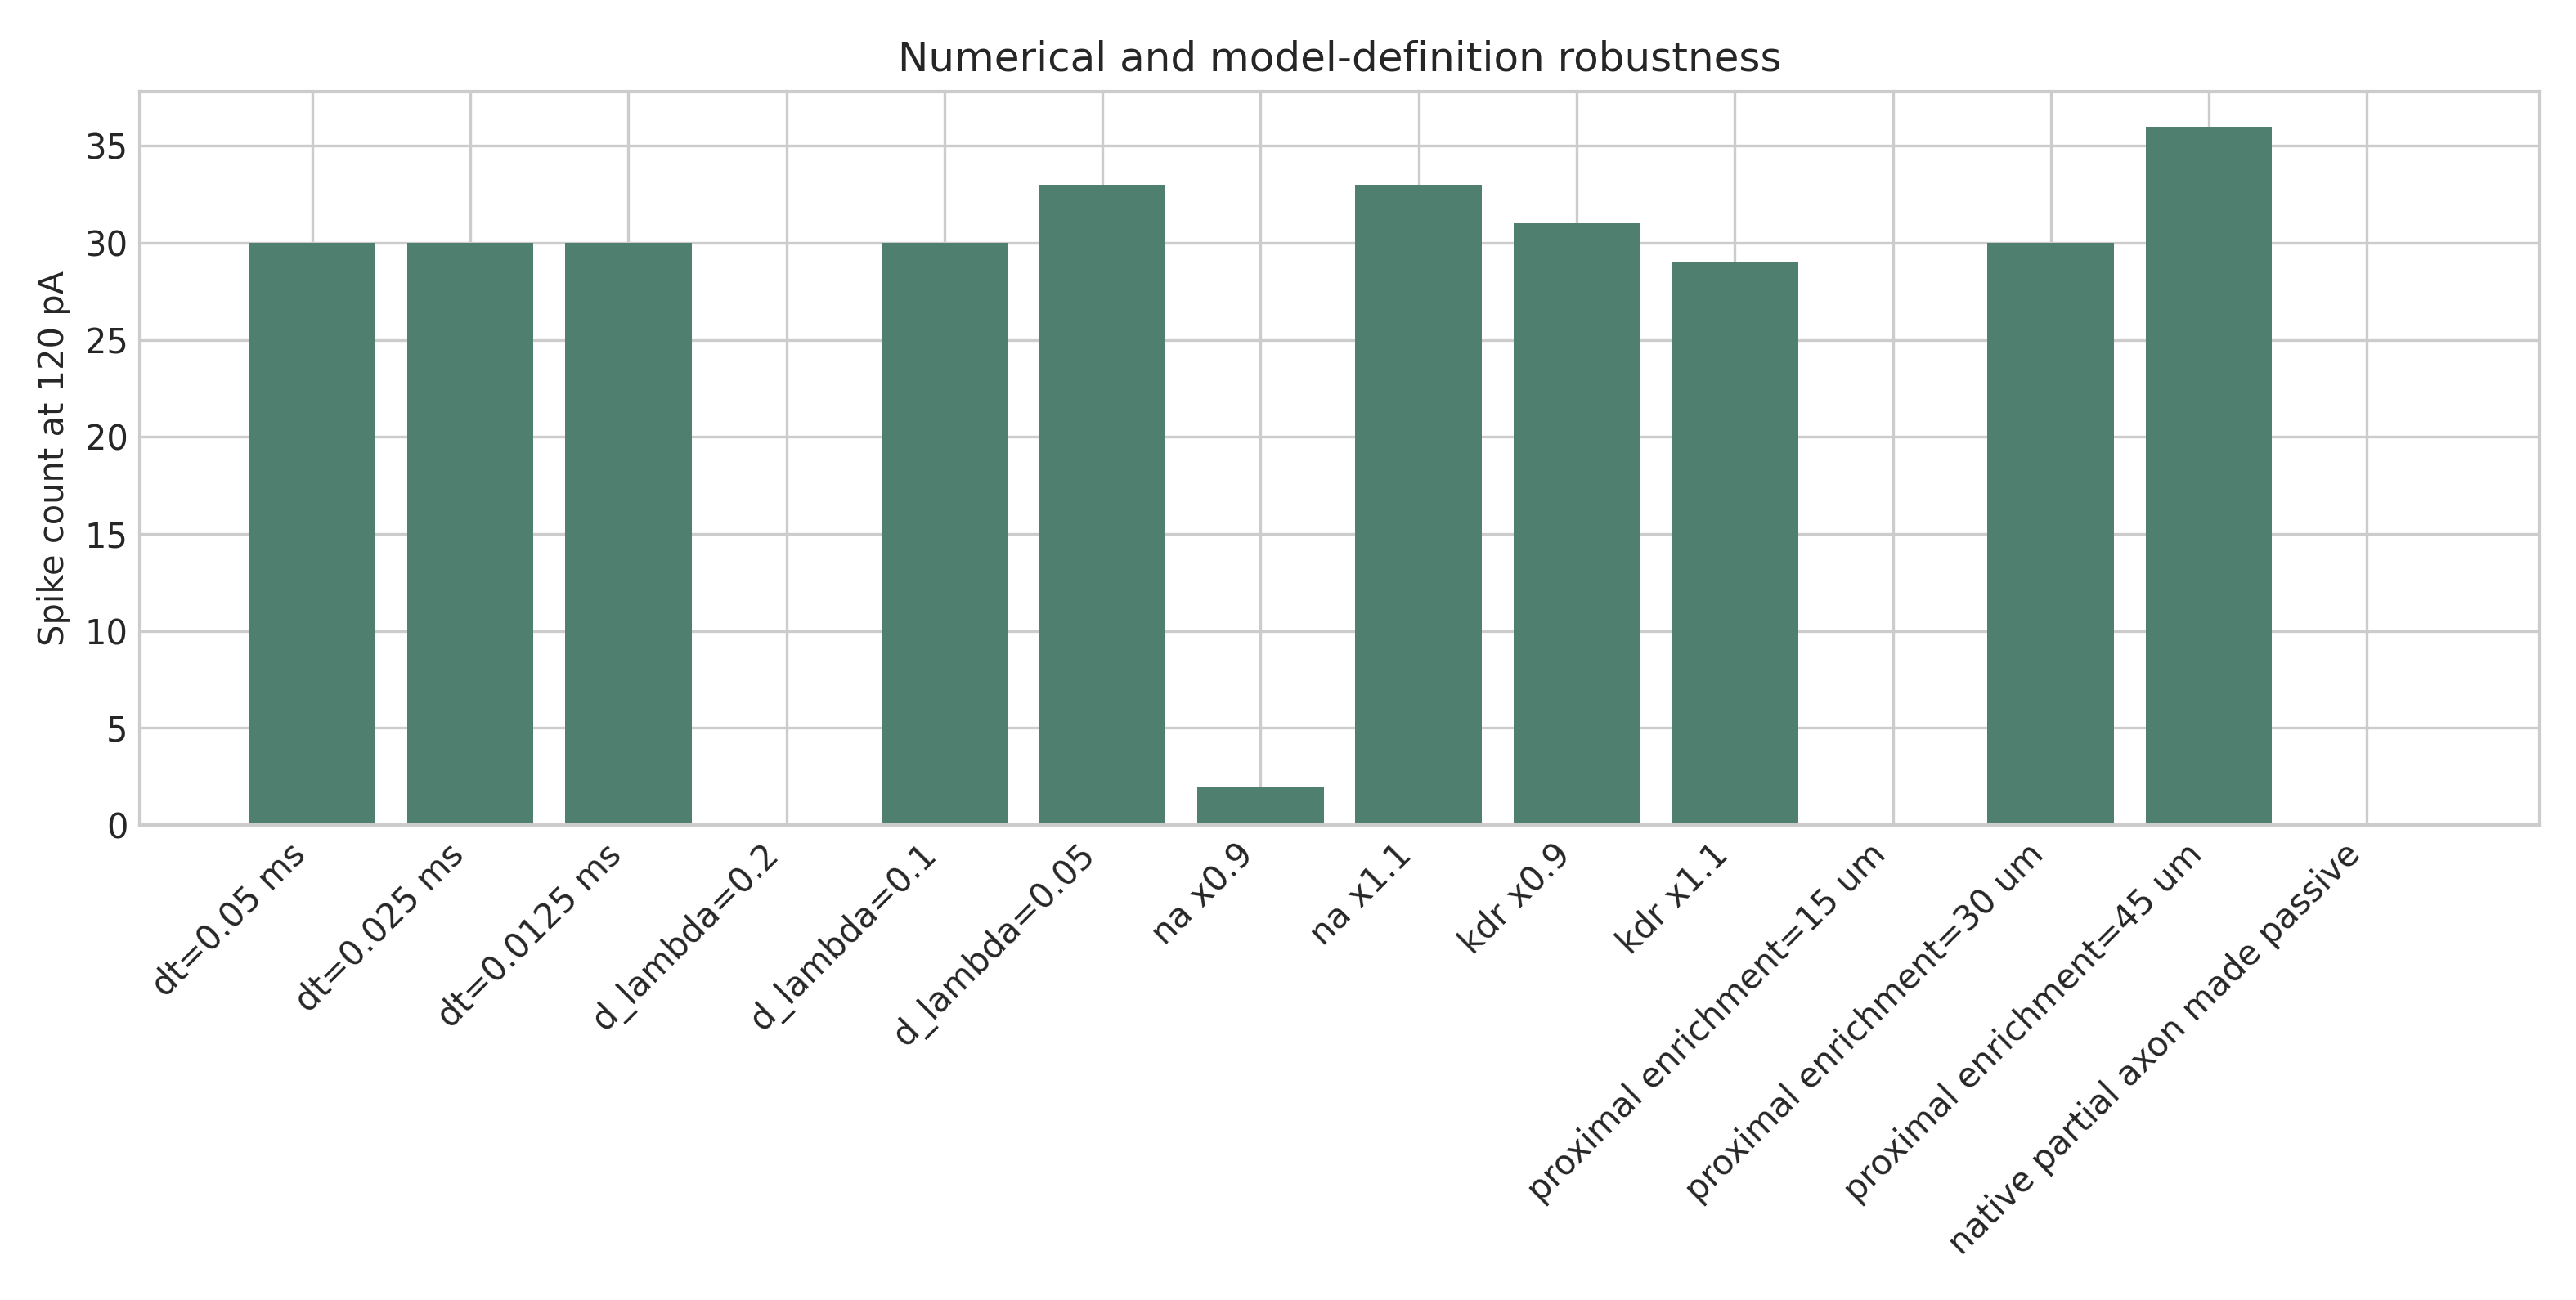 Numerical and model-definition robustness
Spike count at 120 pA
35
30
25
20
15
10
5
0
dt=0.05 ms
dt=0.025 ms
dt=0.0125 ms
d_lambda=0.2
d_lambda=0.1
d_lambda=0.05
na x0.9
na x1.1
kdr x0.9
kdr x1.1
proximal enrichment=15 um
proximal enrichment=30 um
proximal enrichment=45 um
native partial axon made passive